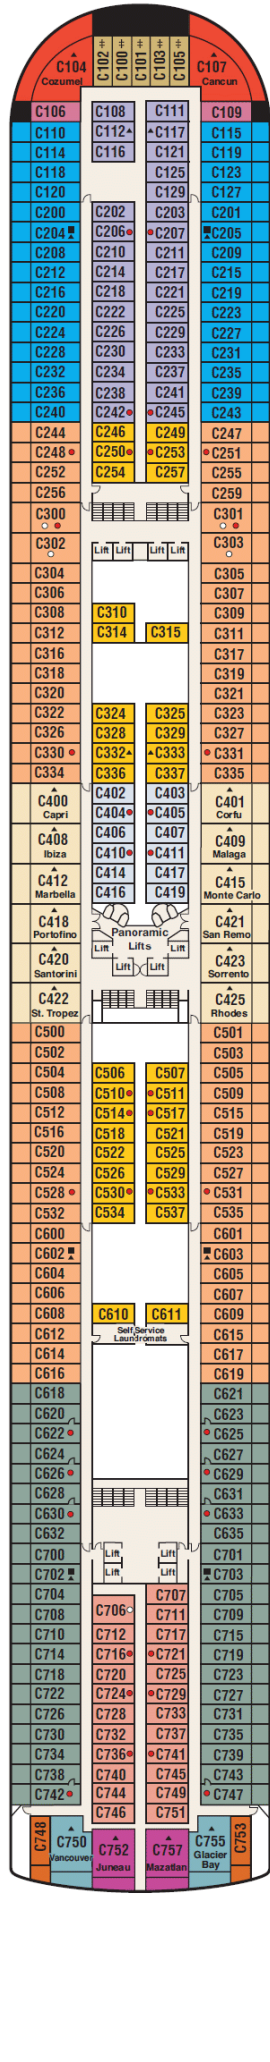 C104
Cozumel
C102
C100
C101
C103
C105
C107
Cancun
C106 C108 C111 C109
C110 C112 C117 C115
C114 C116 C121 C119
C118 C125 C123
C120 C129 C127
C200 C202 C203 C201
C204 C206 C207 C205
C208 C210 C211 C209
C212 C214 C217 C215
C216 C218 C221 C219
C220 C222 C225 C223
C224 C226 C229 C227
C228 C230 C233 C231
C232 C234 C237 C235
C236 C238 C241 C239
C240 C242 C245 C243
C244 C246 C249 C247
C248 C250 C253 C251
C252 C254 C257 C255
C256 C259
C300 C301
C302 Lift Lift Lift Lift C303
C304 C305
C306 C307
C308 C310 C309
C312 C314 C315 C311
C316 C317
C318 C319
C320 C321
C322 C324 C325 C323
C326 C328 C329 C327
C330 C332 C333 C331
C334 C336 C337 C335
C400
Capri
C402 C403
C404 C405
C401
Corfu
C408
Ibiza
C406 C407
C410 C411
C409
Malaga
C412
Marbella
C414 C417
C416 C419
C415
Monte Carlo
C418
Portofino
Panoramic
Lifts
C421
San Remo
C420
Santorini
Lift Lift
Lift Lift
C423
Sorrento
C422
St. Tropez
C425
Rhodes
C500 C501
C502 C503
C504 C506 C507 C505
C508 C510 C511 C509
C512 C514 C517 C515
C516 C518 C521 C519
C520 C522 C525 C523
C524 C526 C529 C527
C528 C530 C533 C531
C532 C534 C537 C535
C600 C601
C602 C603
C604 C605
C606 C607
C608 C610 C611 C609
C612 Self Service C615
Laundromats
C614 C617
C616 C619
C618 C621
C620 C623
C622 C625
C624 C627
C626 C629
C628 C631
C630 C633
C632 C635
C700 Lift Lift C701
C702 Lift Lift C703
C704 C707 C705
C708 C706 C711 C709
C710 C712 C717 C715
C714 C716 C721 C719
C718 C720 C725 C723
C722 C724 C729 C727
C726 C728 C733 C731
C730 C732 C737 C735
C734 C736 C741 C739
C738 C740 C745 C743
C742 C744 C749 C747
C746 C751
C748
C750
Vancouver
C752
Juneau
C757
Mazatlan
C755
Glacier
Bay
C753